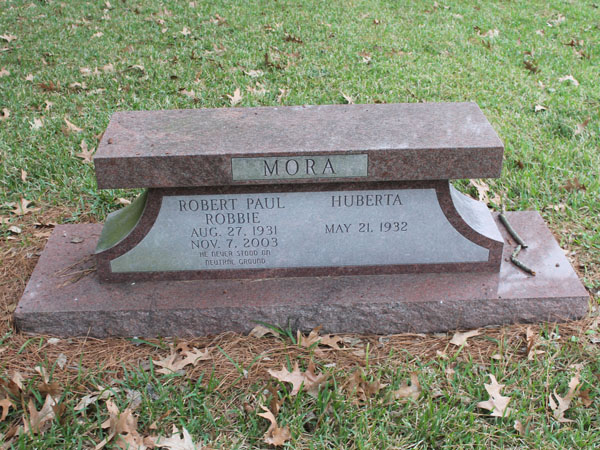 MORA
ROBERT PAUL
ROBBIE
AUG. 27. 1931
NOV. 7. 2003
HE NEVER STOOD ON
NEUTRAL GROUND
HUBERTA
MAY 21. 1932